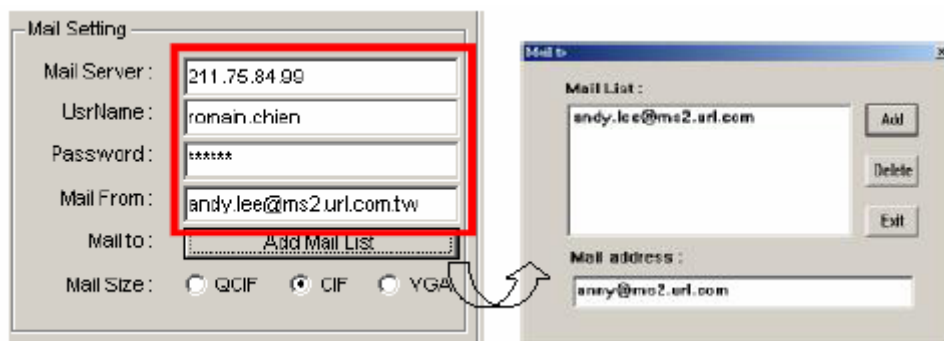 Mail Setting
Mail Server :
211.75.84.99
UsrName :
romain.chien
Password :
******
Mail From :
andy.lee@ms2.url.com.tw
Mail to :
Add Mail List
Mail Size :
QCIF
CIF
VGA
Mail to
Mail List :
andy.lee@ms2.url.com
Add
Delete
Exit
Mail address :
anny@ms2.url.com